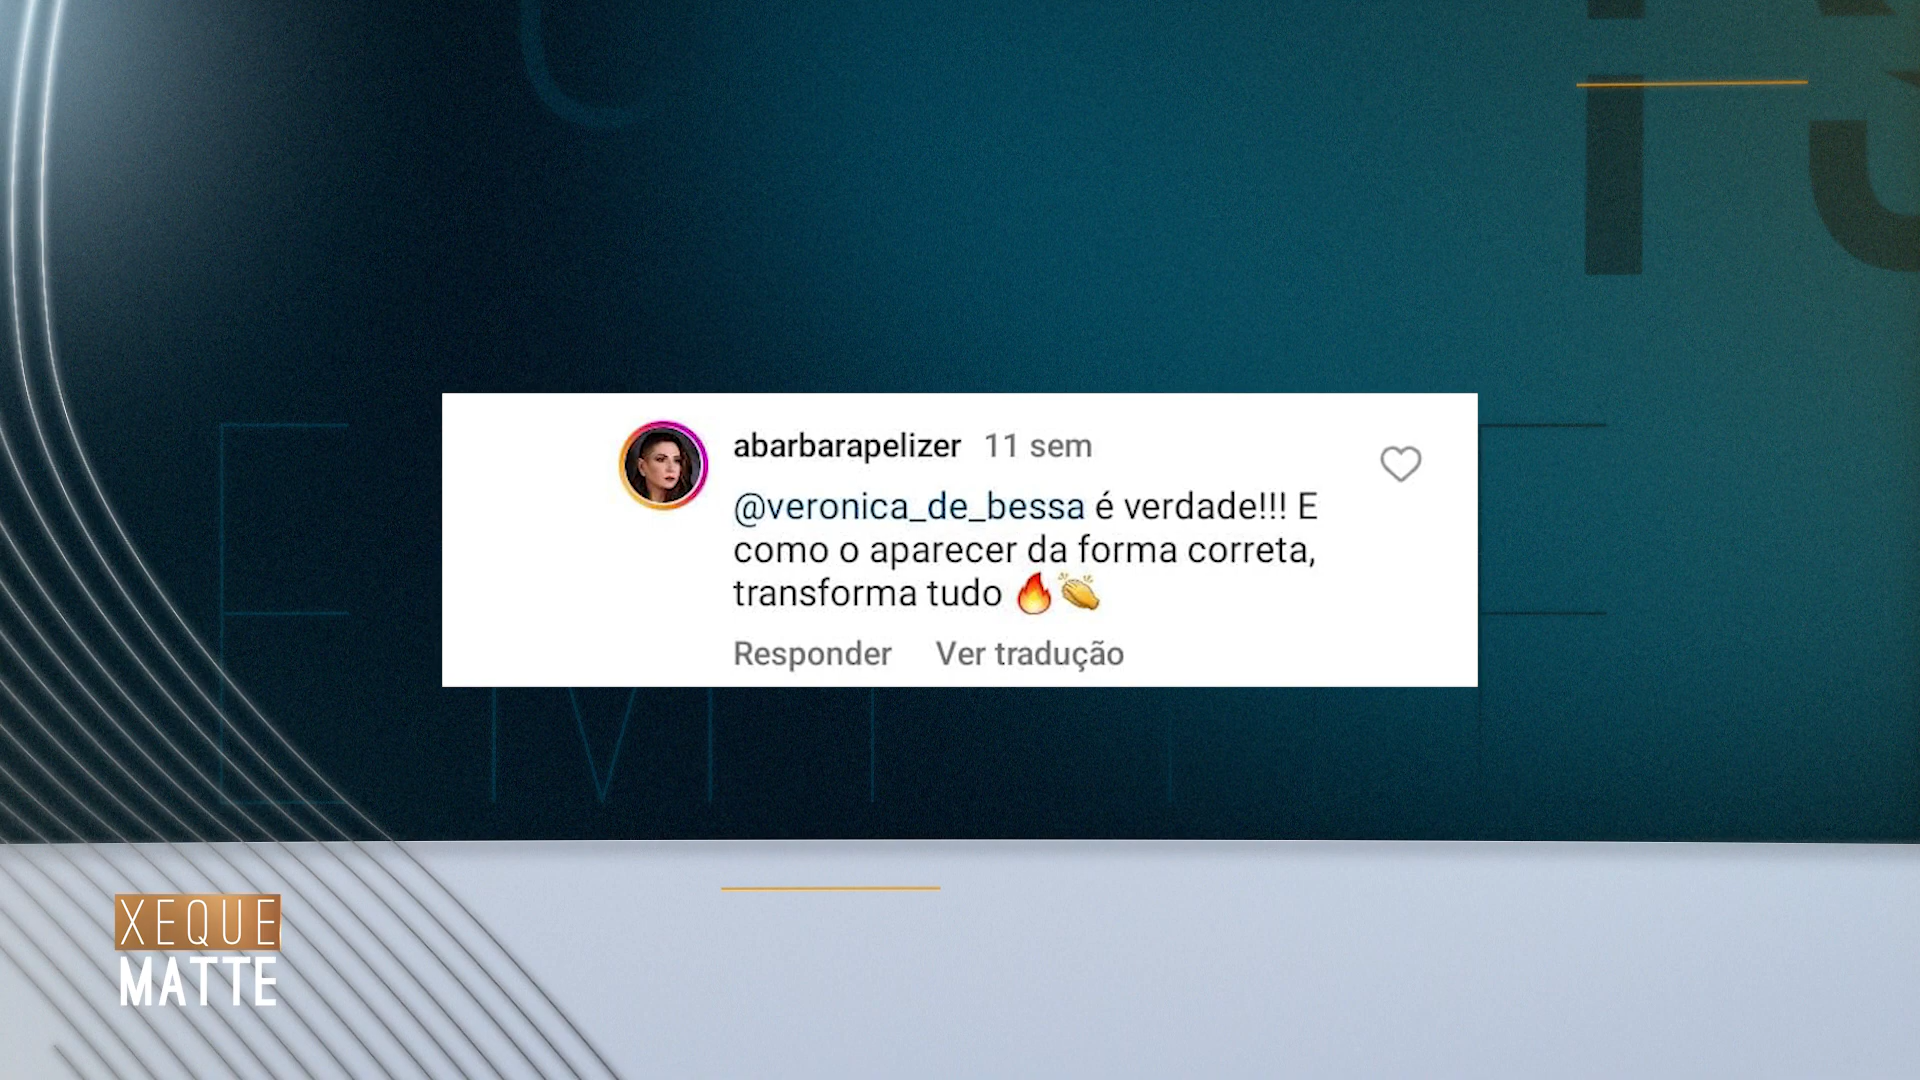 abarbarapelizer 11 sem
@veronica_de_bessa é verdade!!! E
como o aparecer da forma correta,
transforma tudo 🔥👏
Responder Ver tradução
XEQUE
MATTE